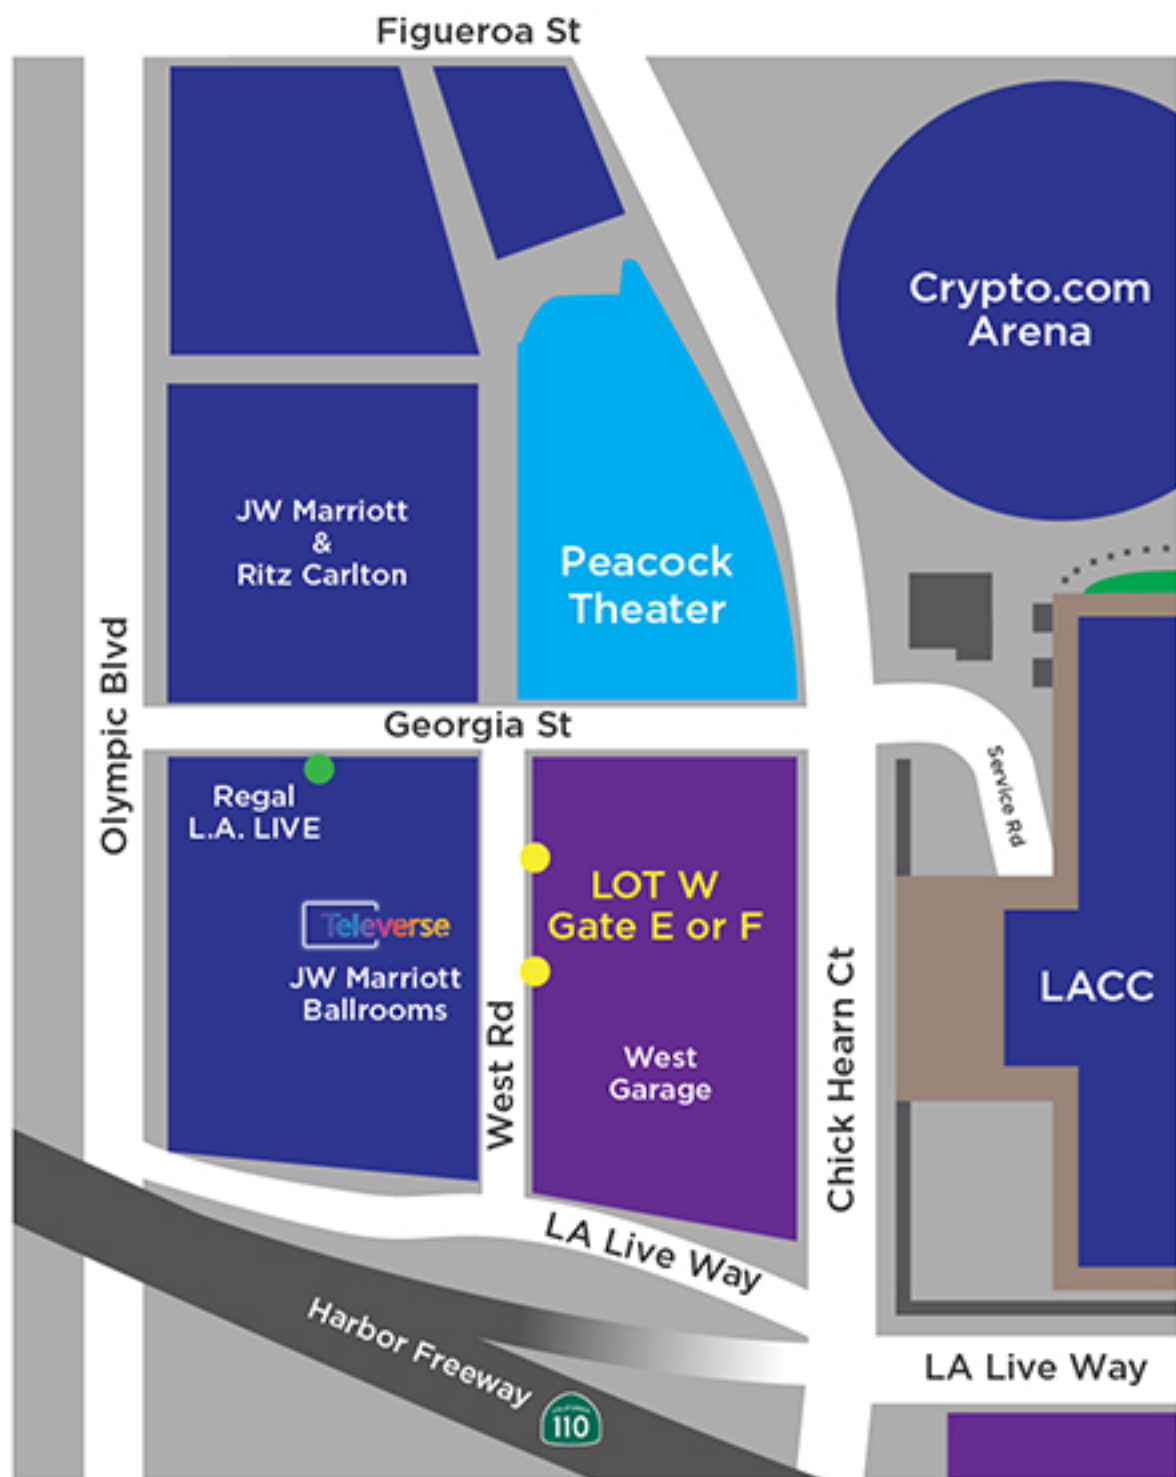 Figueroa St
Crypto.com
Arena
JW Marriott
&
Ritz Carlton
Peacock
Theater
Olympic Blvd
Georgia St
Service Rd
Regal
L.A. LIVE
LOT W
Gate E or F
Televerse
JW Marriott
Ballrooms
West Rd
West
Garage
Chick Hearn Ct
LACC
LA Live Way
Harbor Freeway
CALIFORNIA
110
LA Live Way